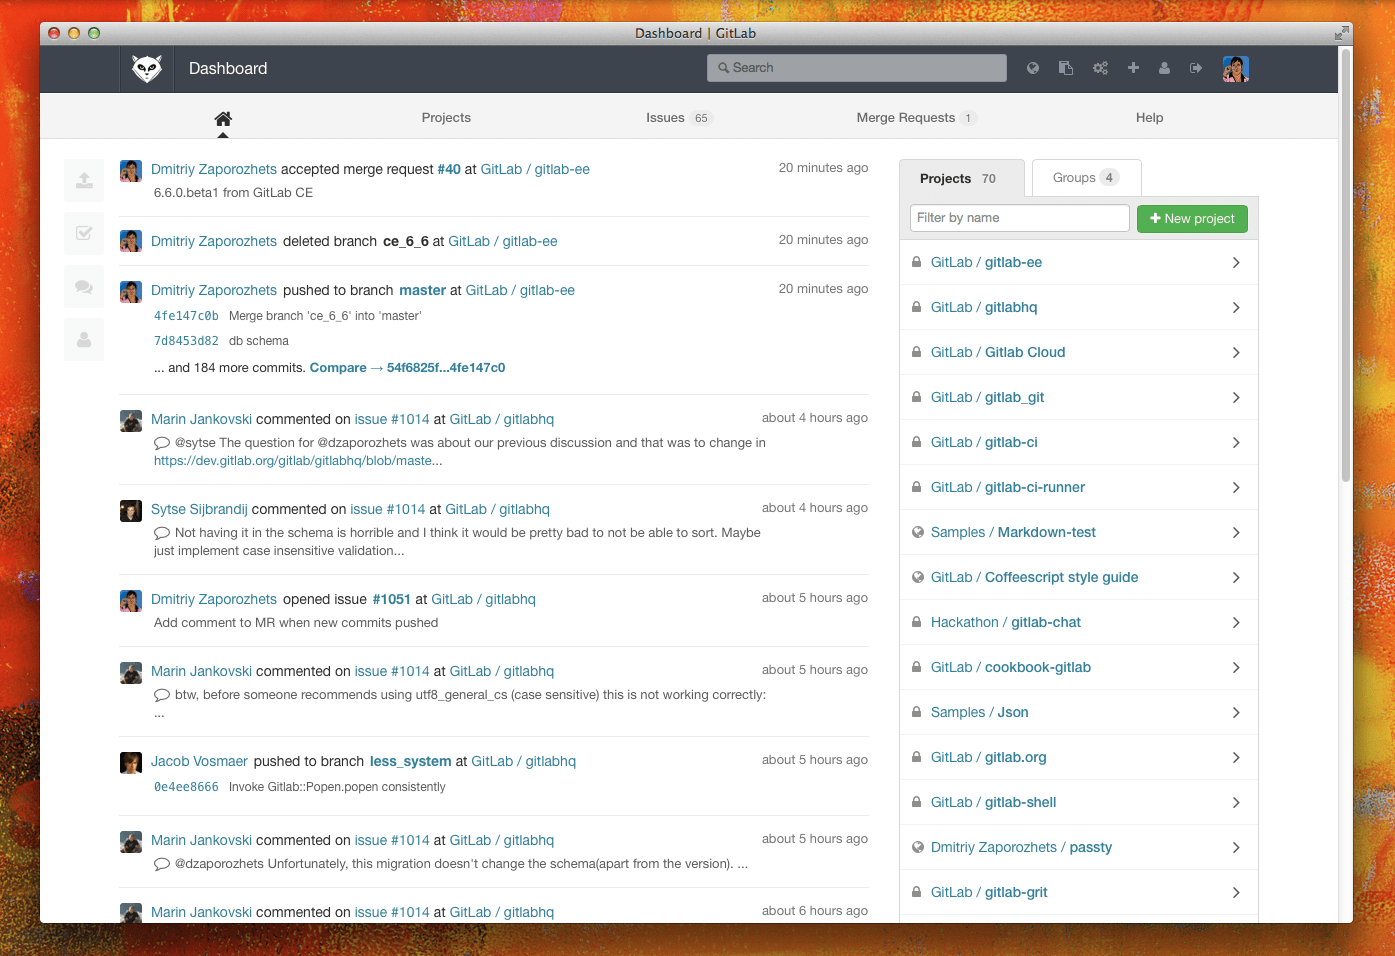 Dashboard | GitLab
Dashboard
Search
Projects
Issues 65
Merge Requests 1
Help
Dmitriy Zaporozhets accepted merge request #40 at GitLab / gitlab-ee
20 minutes ago
6.6.0.beta1 from GitLab CE
Dmitriy Zaporozhets deleted branch ce_6_6 at GitLab / gitlab-ee
20 minutes ago
Dmitriy Zaporozhets pushed to branch master at GitLab / gitlab-ee
20 minutes ago
4fe147c0b Merge branch 'ce_6_6' into 'master'
7d8453d82 db schema
... and 184 more commits. Compare → 54f6825f...4fe147c0
Marin Jankovski commented on issue #1014 at GitLab / gitlabhq
about 4 hours ago
@sytse The question for @dzaporozhets was about our previous discussion and that was to change in
https://dev.gitlab.org/gitlab/gitlabhq/blob/maste...
Sytse Sijbrandij commented on issue #1014 at GitLab / gitlabhq
about 4 hours ago
Not having it in the schema is horrible and I think it would be pretty bad to not be able to sort. Maybe
just implement case insensitive validation...
Dmitriy Zaporozhets opened issue #1051 at GitLab / gitlabhq
about 5 hours ago
Add comment to MR when new commits pushed
Marin Jankovski commented on issue #1014 at GitLab / gitlabhq
about 5 hours ago
btw, before someone recommends using utf8_general_cs (case sensitive) this is not working correctly:
...
Jacob Vosmaer pushed to branch less_system at GitLab / gitlabhq
about 5 hours ago
0e4ee8666 Invoke Gitlab::Popen.popen consistently
Marin Jankovski commented on issue #1014 at GitLab / gitlabhq
about 5 hours ago
@dzaporozhets Unfortunately, this migration doesn't change the schema(apart from the version). ...
Marin Jankovski commented on issue #1014 at GitLab / gitlabhq
about 6 hours ago
Projects 70
Groups 4
Filter by name
New project
GitLab / gitlab-ee
GitLab / gitlabhq
GitLab / Gitlab Cloud
GitLab / gitlab_git
GitLab / gitlab-ci
GitLab / gitlab-ci-runner
Samples / Markdown-test
GitLab / Coffeescript style guide
Hackathon / gitlab-chat
GitLab / cookbook-gitlab
Samples / Json
GitLab / gitlab.org
GitLab / gitlab-shell
Dmitriy Zaporozhets / passty
GitLab / gitlab-grit